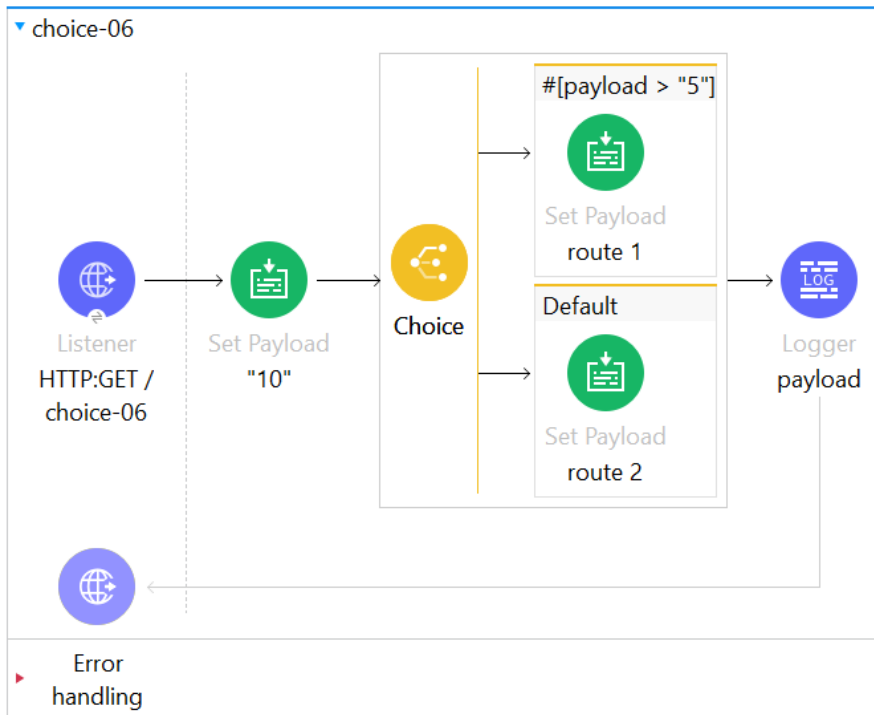 choice-06
#[payload > "5"]
Set Payload
route 1
Listener
HTTP:GET /
choice-06
Set Payload
"10"
Choice
Default
Set Payload
route 2
LOG
Logger
payload
Error
handling